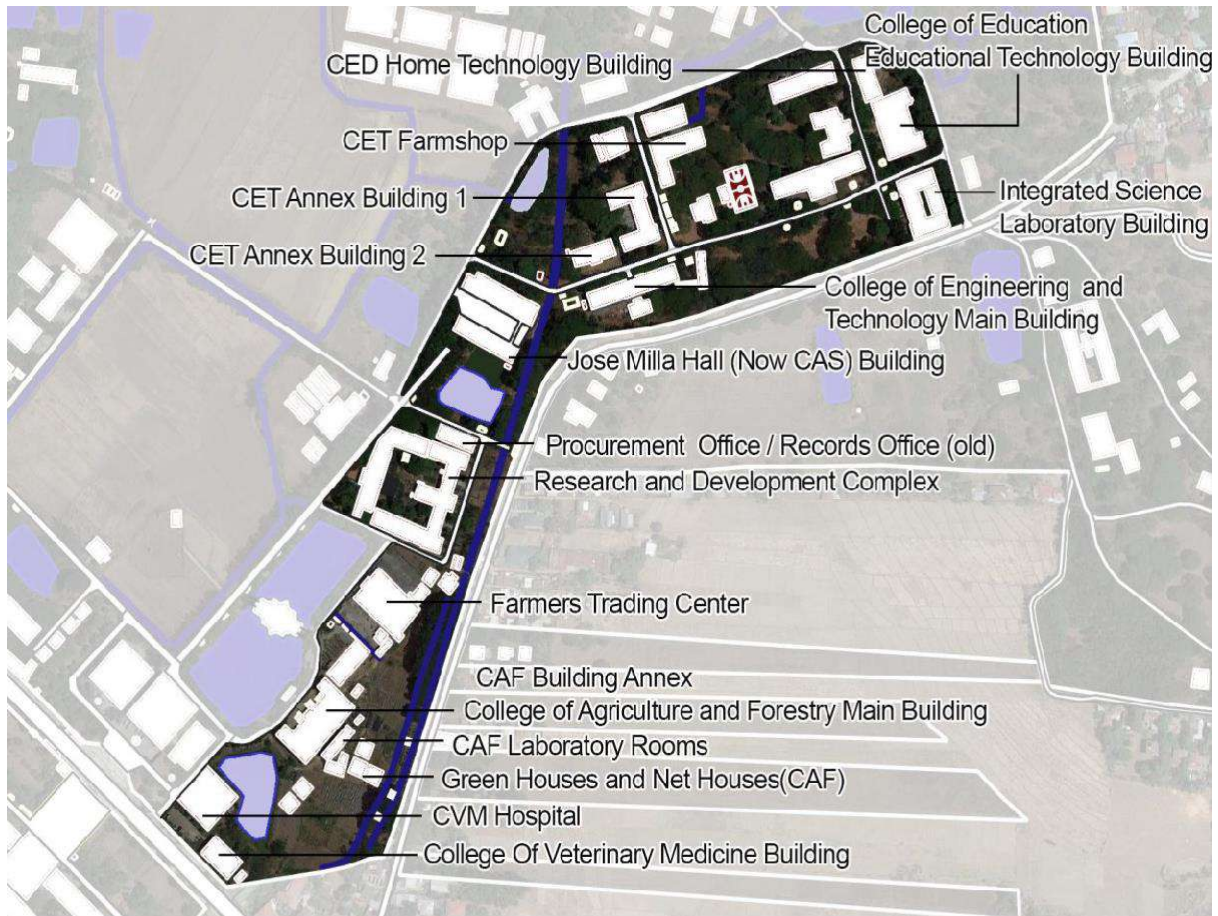 College of Education
Educational Technology Building
CED Home Technology Building
CET Farmshop
CET Annex Building 1
Integrated Science
Laboratory Building
CET Annex Building 2
College of Engineering and
Technology Main Building
Jose Milla Hall (Now CAS) Building
Procurement Office / Records Office (old)
Research and Development Complex
Farmers Trading Center
CAF Building Annex
College of Agriculture and Forestry Main Building
CAF Laboratory Rooms
Green Houses and Net Houses(CAF)
CVM Hospital
College Of Veterinary Medicine Building